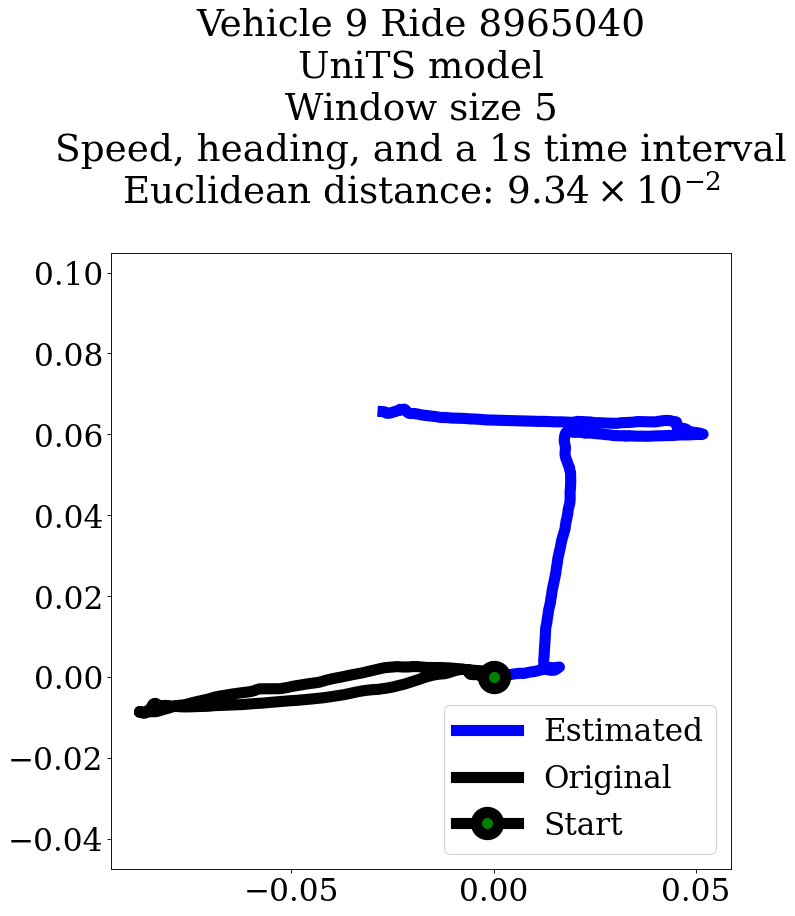 Vehicle 9 Ride 8965040
UniTS model
Window size 5
Speed, heading, and a 1s time interval
Euclidean distance: 9.34 × 10⁻²
0.10
0.08
0.06
0.04
0.02
0.00
−0.02
−0.04
Estimated
Original
Start
−0.05
0.00
0.05